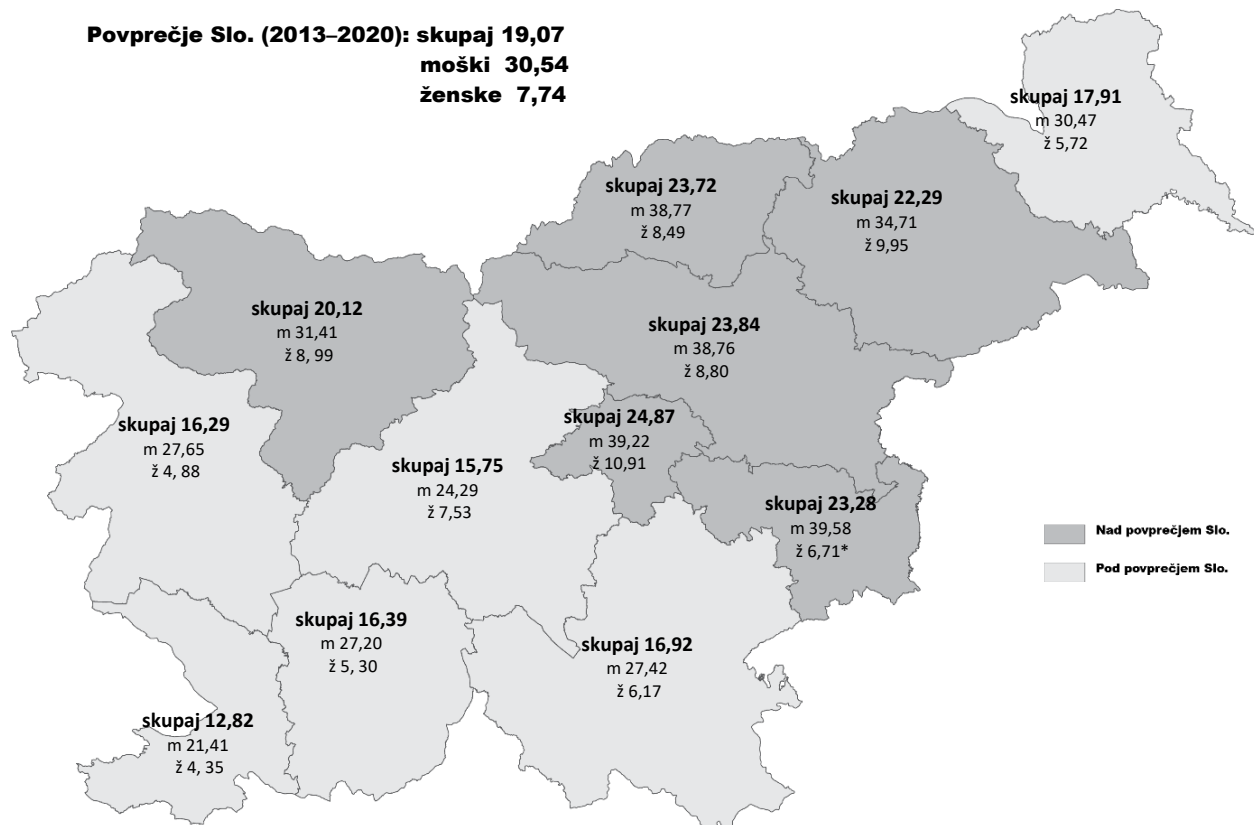 Povprečje Slo. (2013–2020): skupaj 19,07
moški 30,54
ženske 7,74
skupaj 17,91
m 30,47
ž 5,72
skupaj 23,72
m 38,77
ž 8,49
skupaj 22,29
m 34,71
ž 9,95
skupaj 20,12
m 31,41
ž 8, 99
skupaj 23,84
m 38,76
ž 8,80
skupaj 16,29
m 27,65
ž 4, 88
skupaj 15,75
m 24,29
ž 7,53
skupaj 24,87
m 39,22
ž 10,91
skupaj 23,28
m 39,58
ž 6,71*
Nad povprečjem Slo.
Pod povprečjem Slo.
skupaj 16,39
m 27,20
ž 5, 30
skupaj 16,92
m 27,42
ž 6,17
skupaj 12,82
m 21,41
ž 4, 35